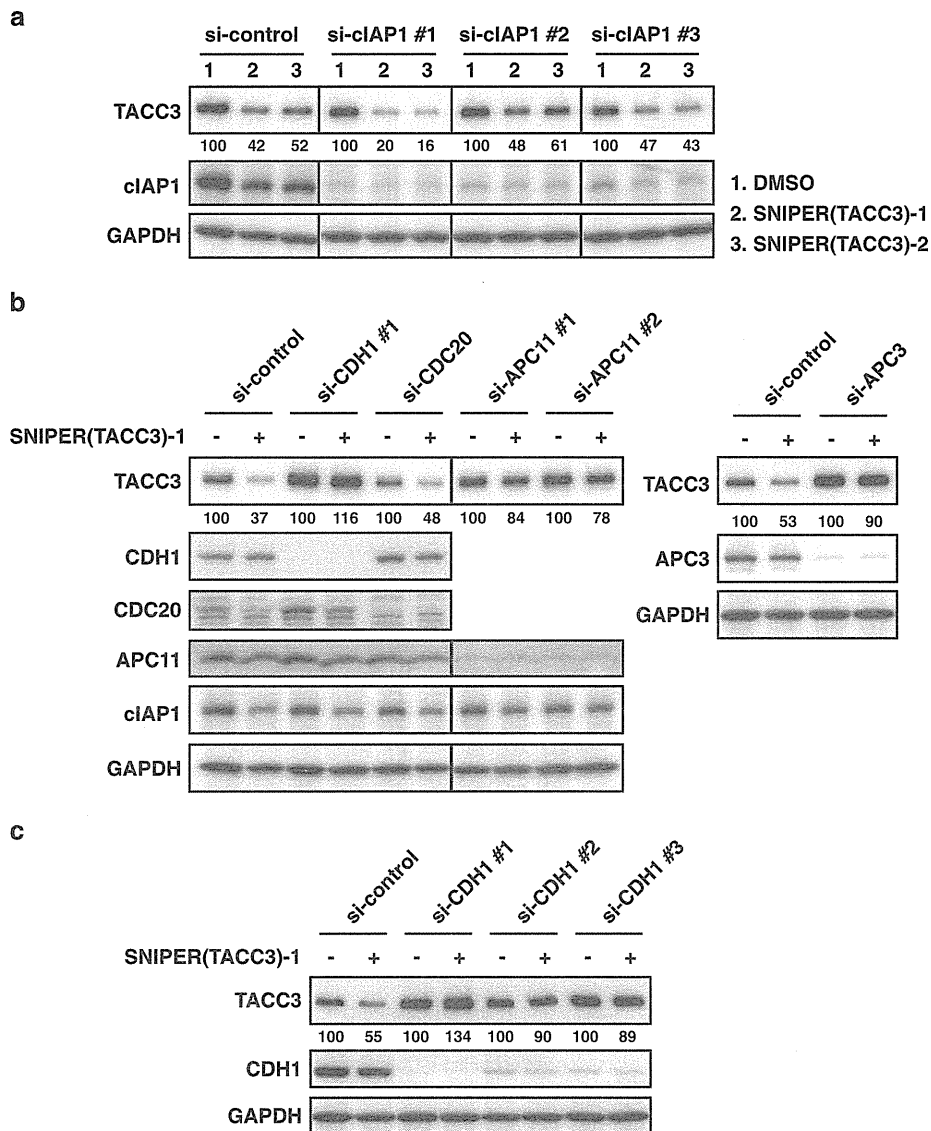 a
si-control si-cIAP1 #1 si-cIAP1 #2 si-cIAP1 #3
1 2 3 1 2 3 1 2 3 1 2 3
TACC3
100 42 52 100 20 16 100 48 61 100 47 43
cIAP1
GAPDH
1. DMSO
2. SNIPER(TACC3)-1
3. SNIPER(TACC3)-2
b
si-control si-CDH1 #1 si-CDC20 si-APC11 #1 si-APC11 #2
SNIPER(TACC3)-1 - + - + - + - + - +
TACC3
100 37 100 116 100 48 100 84 100 78
CDH1
CDC20
APC11
cIAP1
GAPDH
si-control si-APC3
- + - +
TACC3
100 53 100 90
APC3
GAPDH
c
si-control si-CDH1 #1 si-CDH1 #2 si-CDH1 #3
SNIPER(TACC3)-1 - + - + - + - +
TACC3
100 55 100 134 100 90 100 89
CDH1
GAPDH